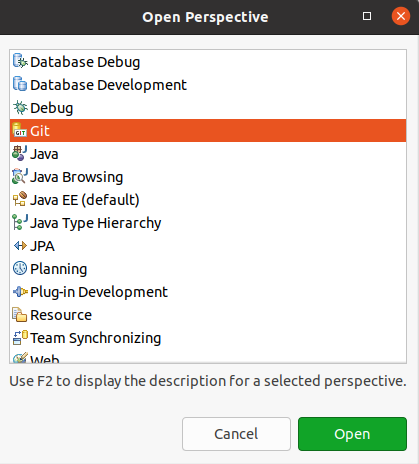 Open Perspective
Database Debug
Database Development
Debug
Git
Java
Java Browsing
Java EE (default)
Java Type Hierarchy
JPA
Planning
Plug-in Development
Resource
Team Synchronizing
Web
Use F2 to display the description for a selected perspective.
Cancel
Open